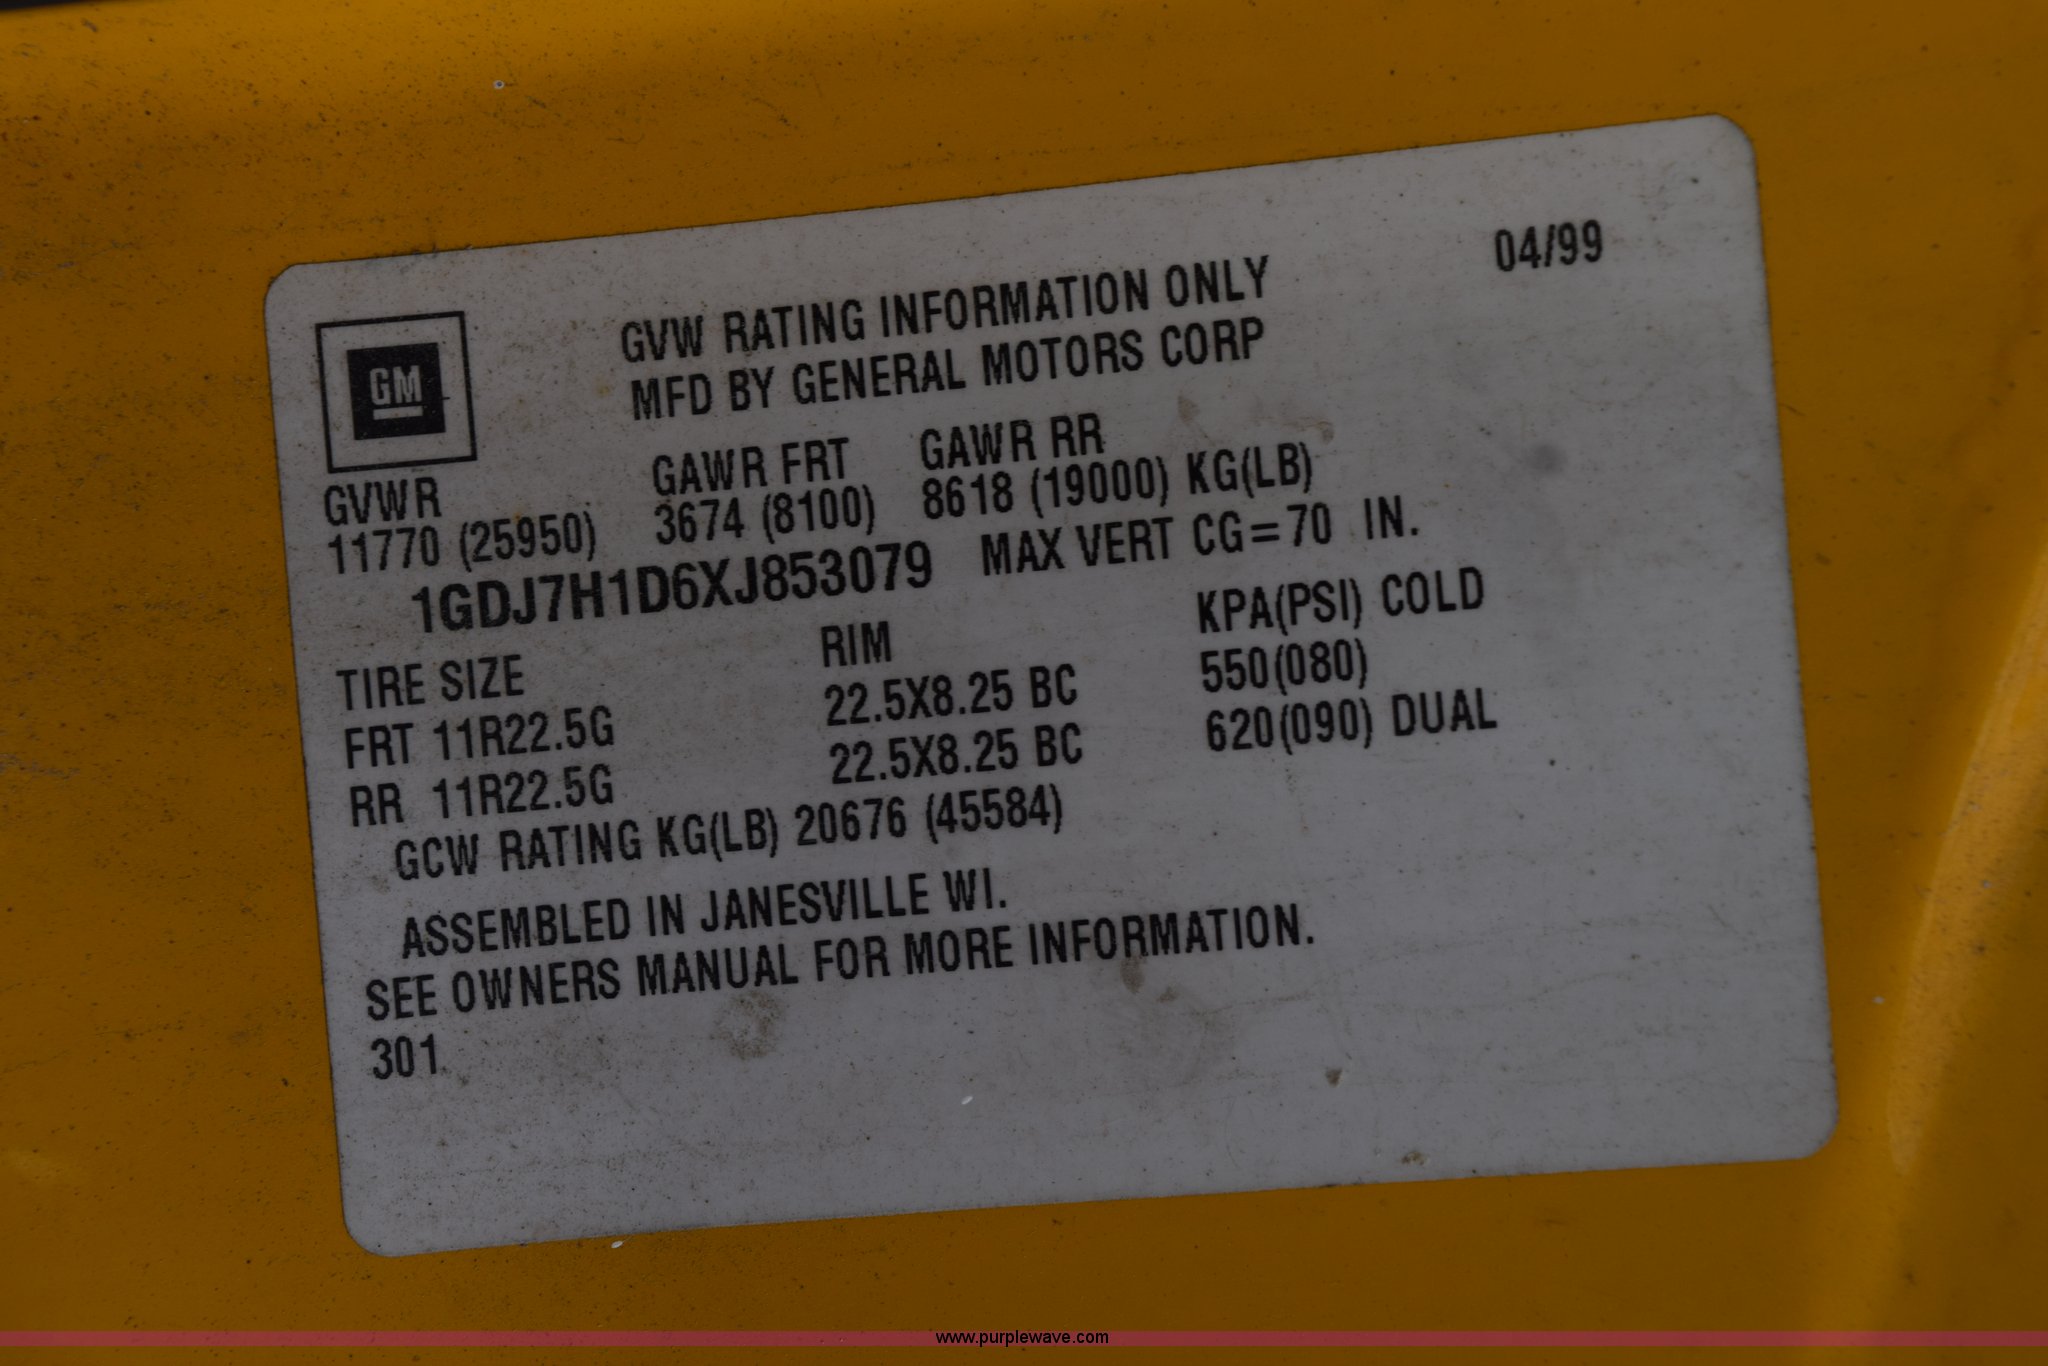 04/99
GM
GVW RATING INFORMATION ONLY
MFD BY GENERAL MOTORS CORP
GVWR GAWR FRT GAWR RR
11770 (25950) 3674 (8100) 8618 (19000) KG(LB)
1GDJ7H1D6XJ853079 MAX VERT CG=70 IN.
TIRE SIZE RIM KPA(PSI) COLD
FRT 11R22.5G 22.5X8.25 BC 550(080)
RR 11R22.5G 22.5X8.25 BC 620(090) DUAL
GCW RATING KG(LB) 20676 (45584)
ASSEMBLED IN JANESVILLE WI.
SEE OWNERS MANUAL FOR MORE INFORMATION.
301
www.purplewave.com